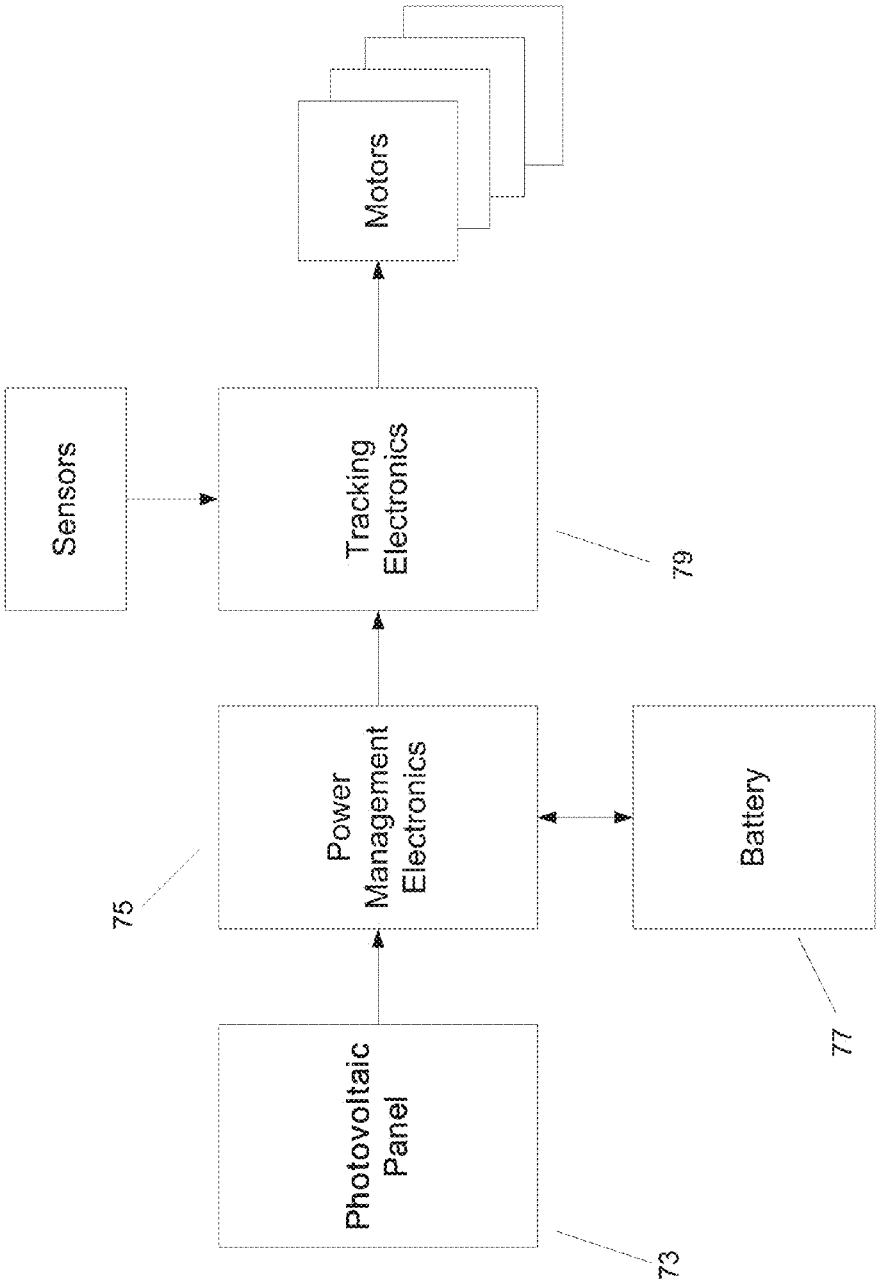 Photovoltaic
Panel
73
Power
Management
Electronics
75
Battery
77
Tracking
Electronics
79
Sensors
Motors